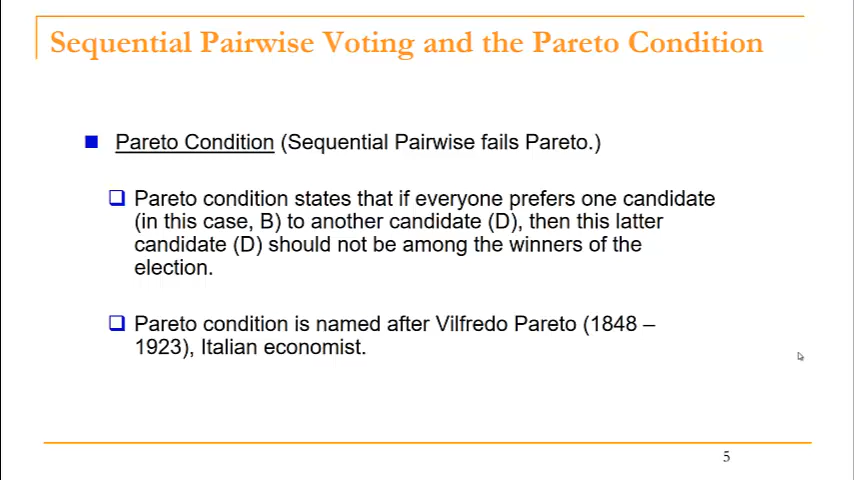 Sequential Pairwise Voting and the Pareto Condition
Pareto Condition (Sequential Pairwise fails Pareto.)
Pareto condition states that if everyone prefers one candidate
(in this case, B) to another candidate (D), then this latter
candidate (D) should not be among the winners of the
election.
Pareto condition is named after Vilfredo Pareto (1848 –
1923), Italian economist.
5